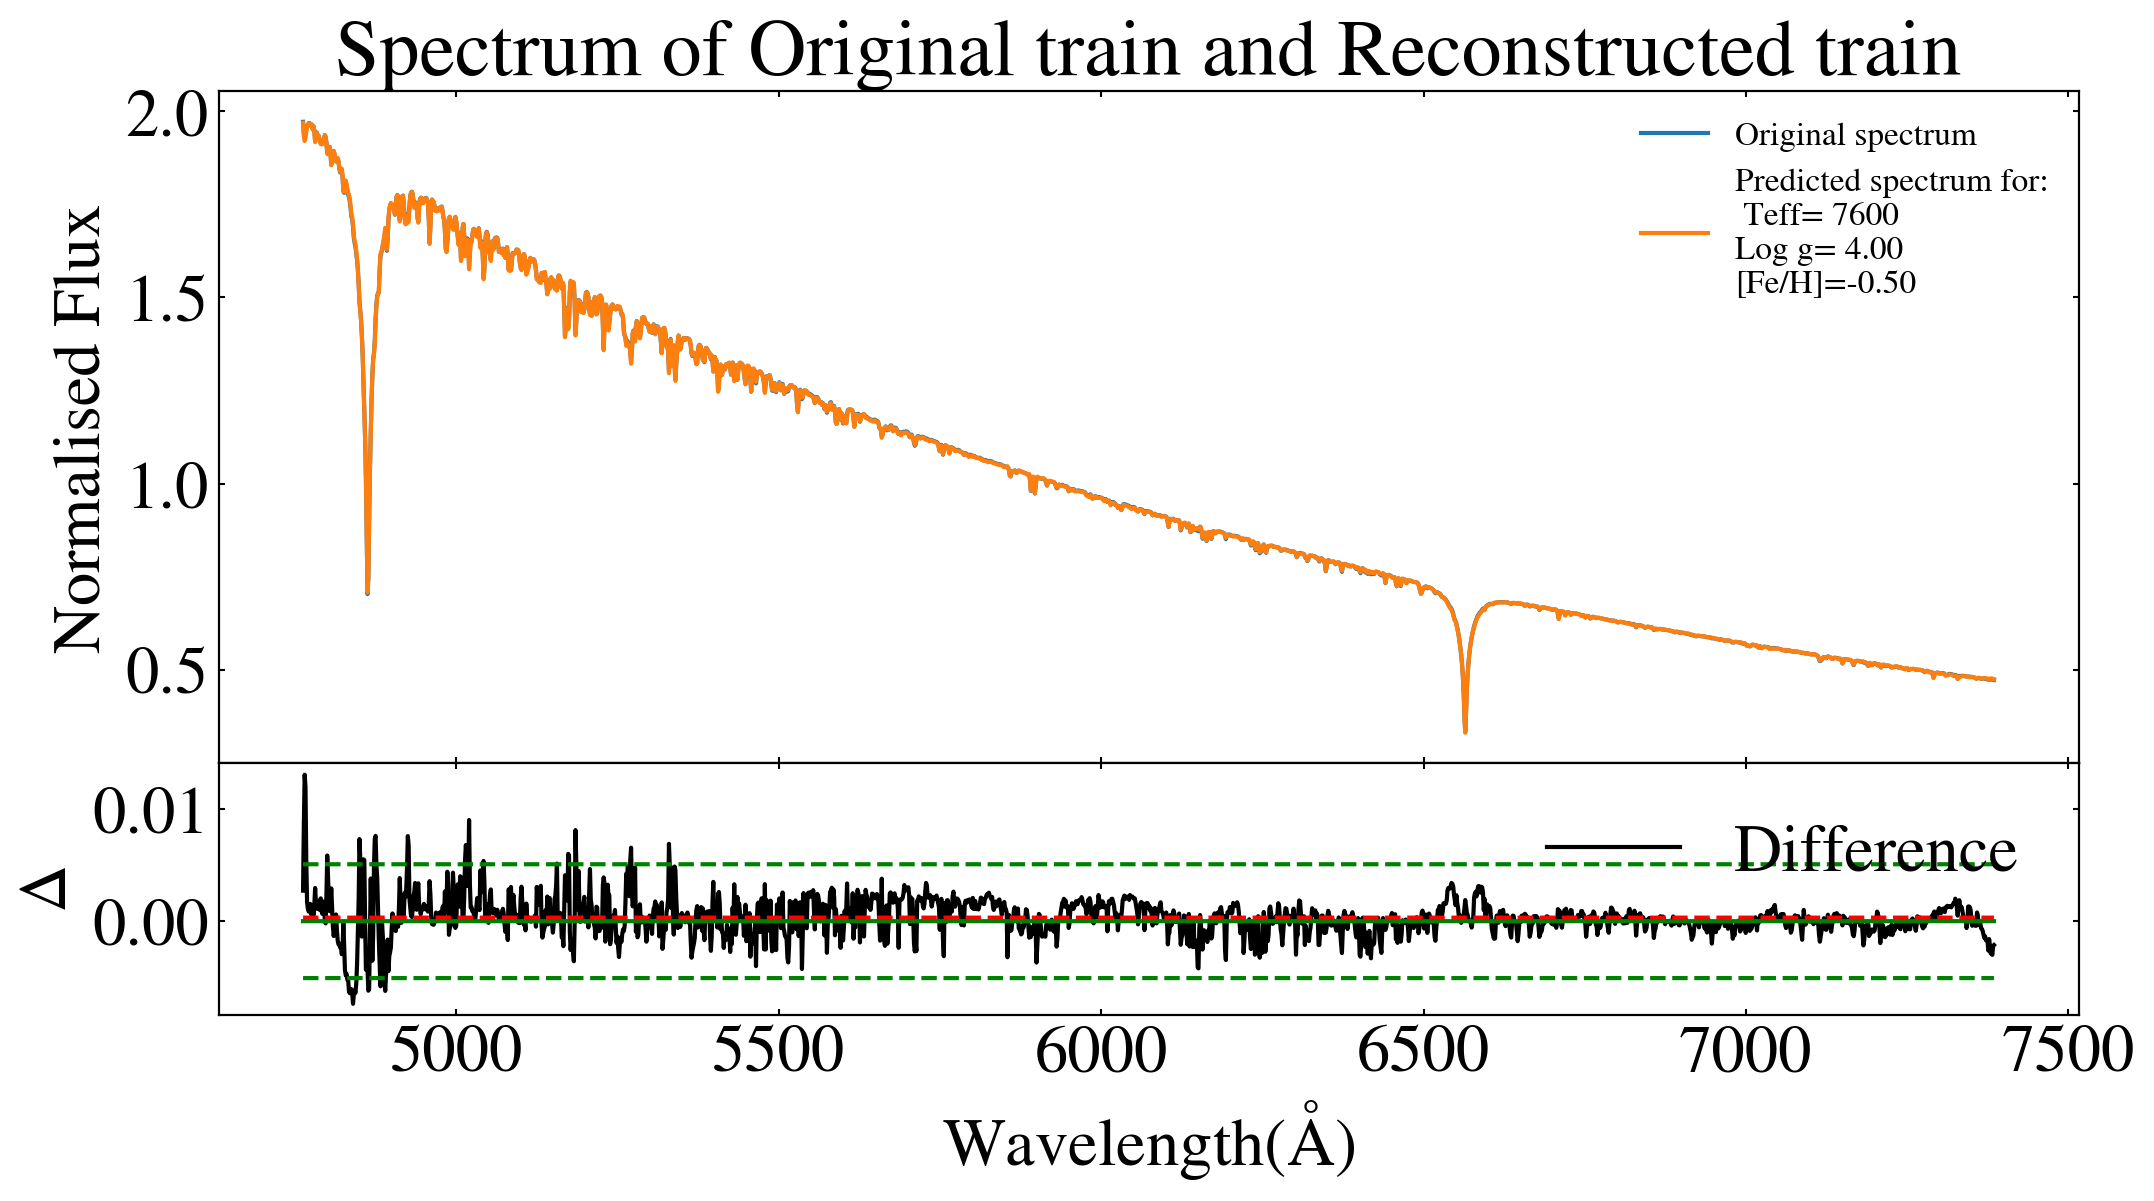 Spectrum of Original train and Reconstructed train
Normalised Flux
2.0
1.5
1.0
0.5
Original spectrum
Predicted spectrum for:
Teff= 7600
Log g= 4.00
[Fe/H]=-0.50
Δ
0.01
0.00
Difference
5000 5500 6000 6500 7000 7500
Wavelength(Å)